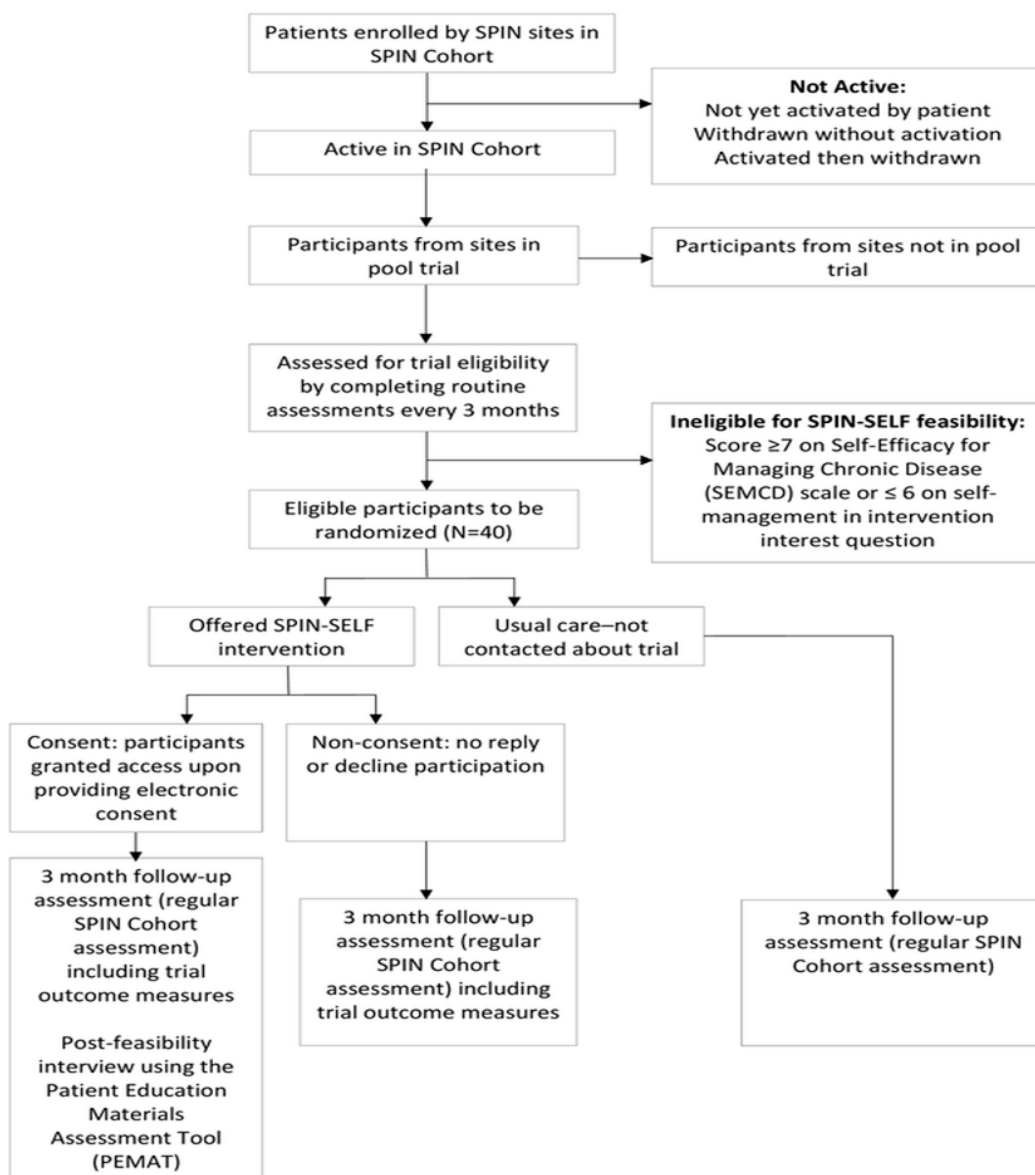 Patients enrolled by SPIN sites in
SPIN Cohort
Not Active:
Not yet activated by patient
Withdrawn without activation
Activated then withdrawn
Active in SPIN Cohort
Participants from sites in
pool trial
Participants from sites not in pool
trial
Assessed for trial eligibility
by completing routine
assessments every 3 months
Ineligible for SPIN-SELF feasibility:
Score ≥7 on Self-Efficacy for
Managing Chronic Disease
(SEMCD) scale or ≤ 6 on self-
management in intervention
interest question
Eligible participants to be
randomized (N=40)
Offered SPIN-SELF
intervention
Usual care–not
contacted about trial
Consent: participants
granted access upon
providing electronic
consent
Non-consent: no reply
or decline participation
3 month follow-up
assessment (regular
SPIN Cohort
assessment)
including trial
outcome measures
Post-feasibility
interview using the
Patient Education
Materials
Assessment Tool
(PEMAT)
3 month follow-up
assessment (regular
SPIN Cohort
assessment) including
trial outcome measures
3 month follow-up
assessment (regular SPIN
Cohort assessment)